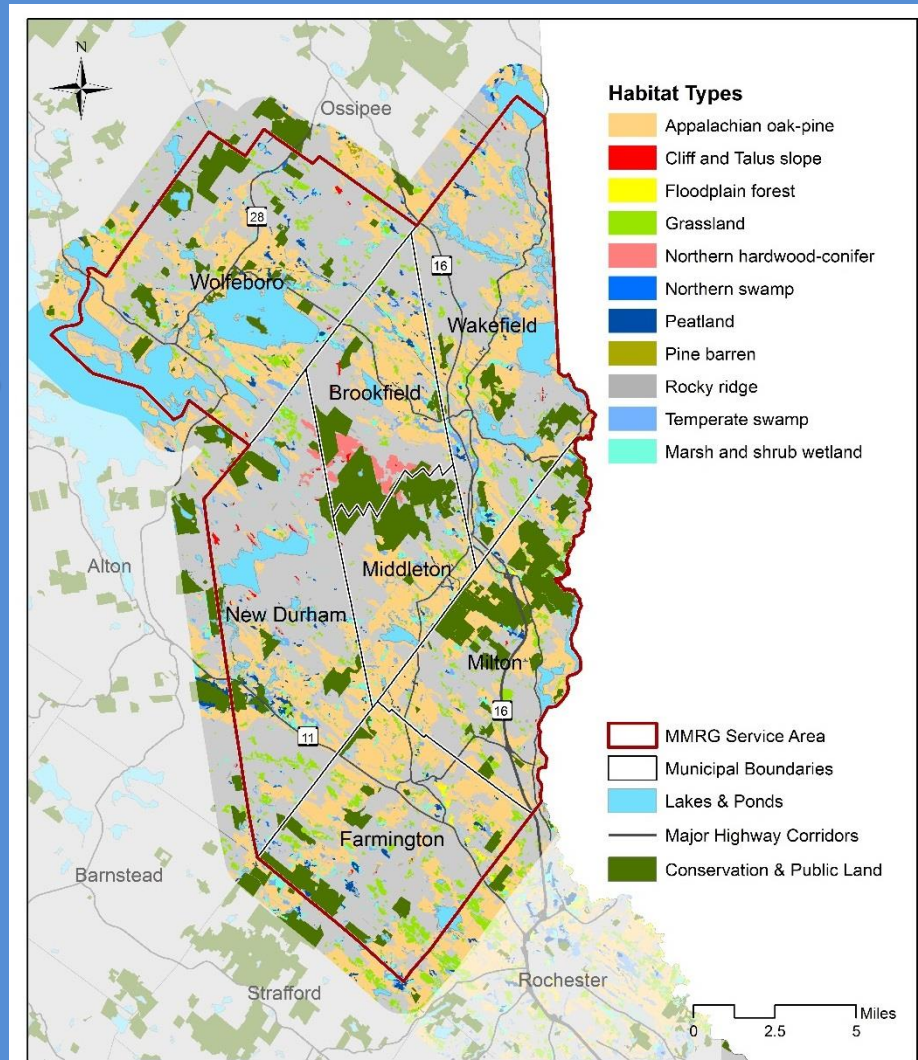 N
Ossipee
28
16
Wolfeboro
Wakefield
Brookfield
Alton
Middleton
New Durham
Milton
16
11
Farmington
Barnstead
Strafford
Rochester
Habitat Types
Appalachian oak-pine
Cliff and Talus slope
Floodplain forest
Grassland
Northern hardwood-conifer
Northern swamp
Peatland
Pine barren
Rocky ridge
Temperate swamp
Marsh and shrub wetland
MMRG Service Area
Municipal Boundaries
Lakes & Ponds
Major Highway Corridors
Conservation & Public Land
Miles
0 2.5 5